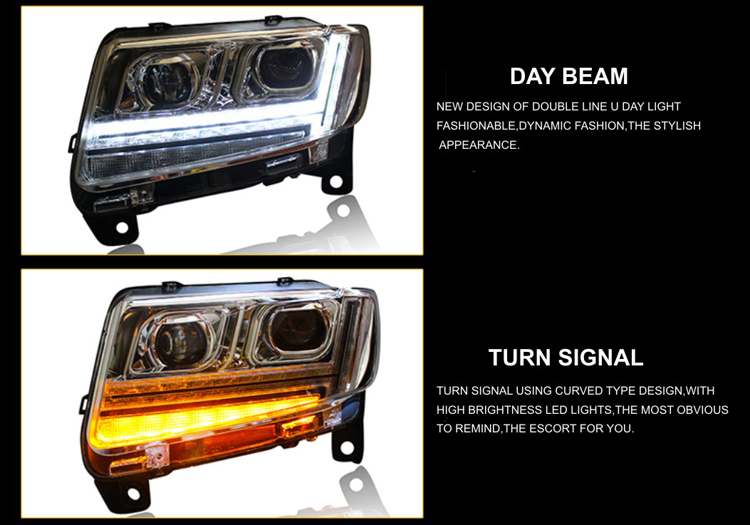 DAY BEAM
NEW DESIGN OF DOUBLE LINE U DAY LIGHT
FASHIONABLE,DYNAMIC FASHION,THE STYLISH
APPEARANCE.
TURN SIGNAL
TURN SIGNAL USING CURVED TYPE DESIGN,WITH
HIGH BRIGHTNESS LED LIGHTS,THE MOST OBVIOUS
TO REMIND,THE ESCORT FOR YOU.